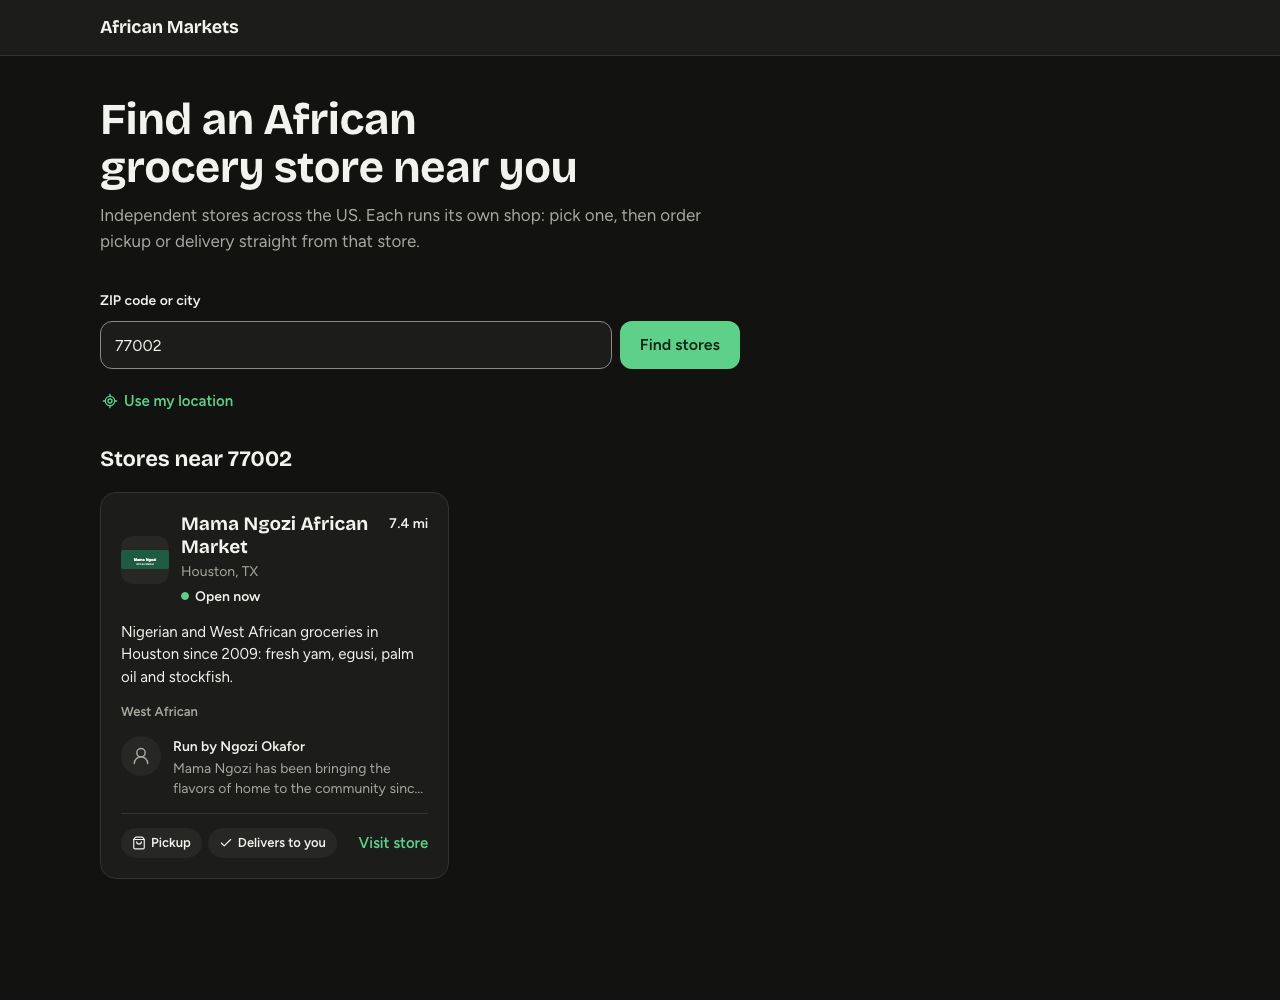 African Markets
Find an African
grocery store near you
Independent stores across the US. Each runs its own shop: pick one, then order
pickup or delivery straight from that store.
ZIP code or city
77002
Find stores
Use my location
Stores near 77002
Mama Ngozi African
Market
7.4 mi
Mama Ngozi
Houston, TX
Open now
Nigerian and West African groceries in
Houston since 2009: fresh yam, egusi, palm
oil and stockfish.
West African
Run by Ngozi Okafor
Mama Ngozi has been bringing the
flavors of home to the community sinc...
Pickup
Delivers to you
Visit store